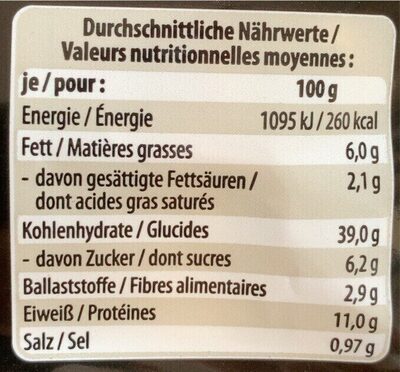 Durchschnittliche Nährwerte /
Valeurs nutritionnelles moyennes :
je / pour : 100 g
Energie / Énergie 1095 kJ / 260 kcal
Fett / Matières grasses 6,0 g
- davon gesättigte Fettsäuren / 2,1 g
dont acides gras saturés
Kohlenhydrate / Glucides 39,0 g
- davon Zucker / dont sucres 6,2 g
Ballaststoffe / Fibres alimentaires 2,9 g
Eiweiß / Protéines 11,0 g
Salz / Sel 0,97 g